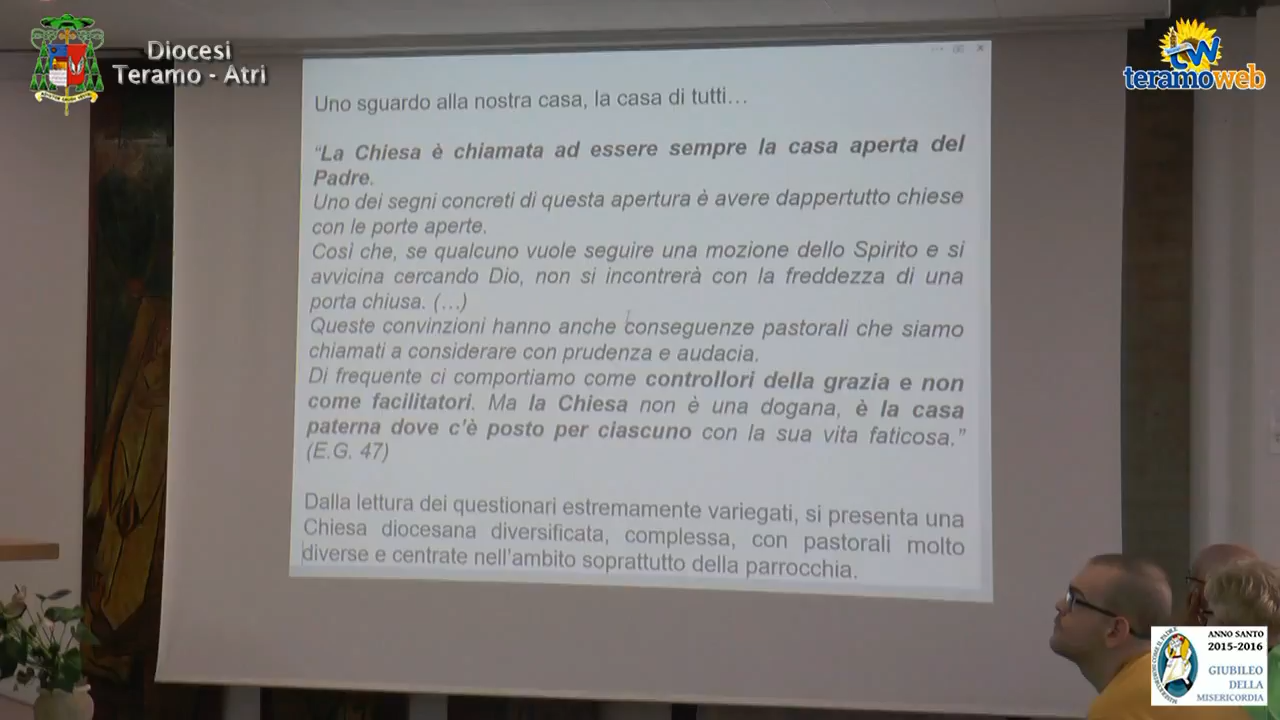 Diocesi
Teramo - Atri
teramoweb
Uno sguardo alla nostra casa, la casa di tutti…
“La Chiesa è chiamata ad essere sempre la casa aperta del
Padre.
Uno dei segni concreti di questa apertura è avere dappertutto chiese
con le porte aperte.
Così che, se qualcuno vuole seguire una mozione dello Spirito e si
avvicina cercando Dio, non si incontrerà con la freddezza di una
porta chiusa. (…)
Queste convinzioni hanno anche conseguenze pastorali che siamo
chiamati a considerare con prudenza e audacia.
Di frequente ci comportiamo come controllori della grazia e non
come facilitatori. Ma la Chiesa non è una dogana, è la casa
paterna dove c’è posto per ciascuno con la sua vita faticosa.”
(E.G. 47)
Dalla lettura dei questionari estremamente variegati, si presenta una
Chiesa diocesana diversificata, complessa, con pastorali molto
diverse e centrate nell’ambito soprattutto della parrocchia.
ANNO SANTO
2015-2016
GIUBILEO
DELLA
MISERICORDIA